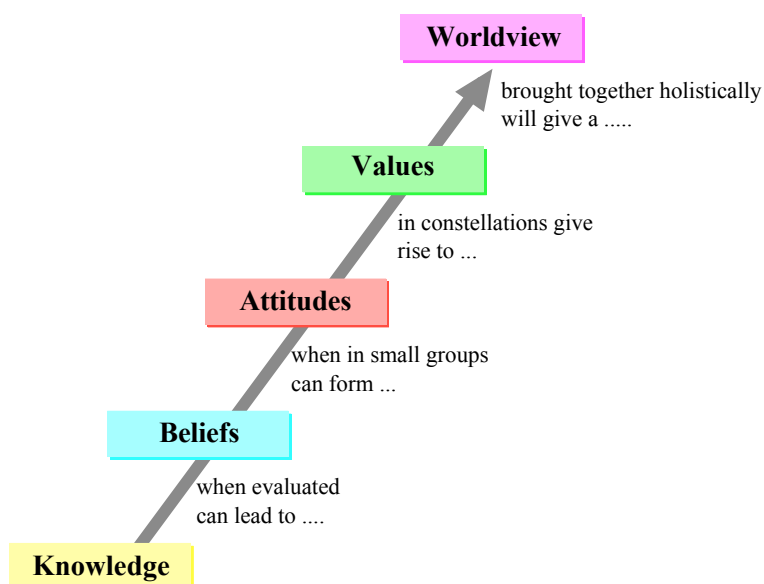 Worldview
brought together holistically
will give a .....
Values
in constellations give
rise to ...
Attitudes
when in small groups
can form ...
Beliefs
when evaluated
can lead to ....
Knowledge